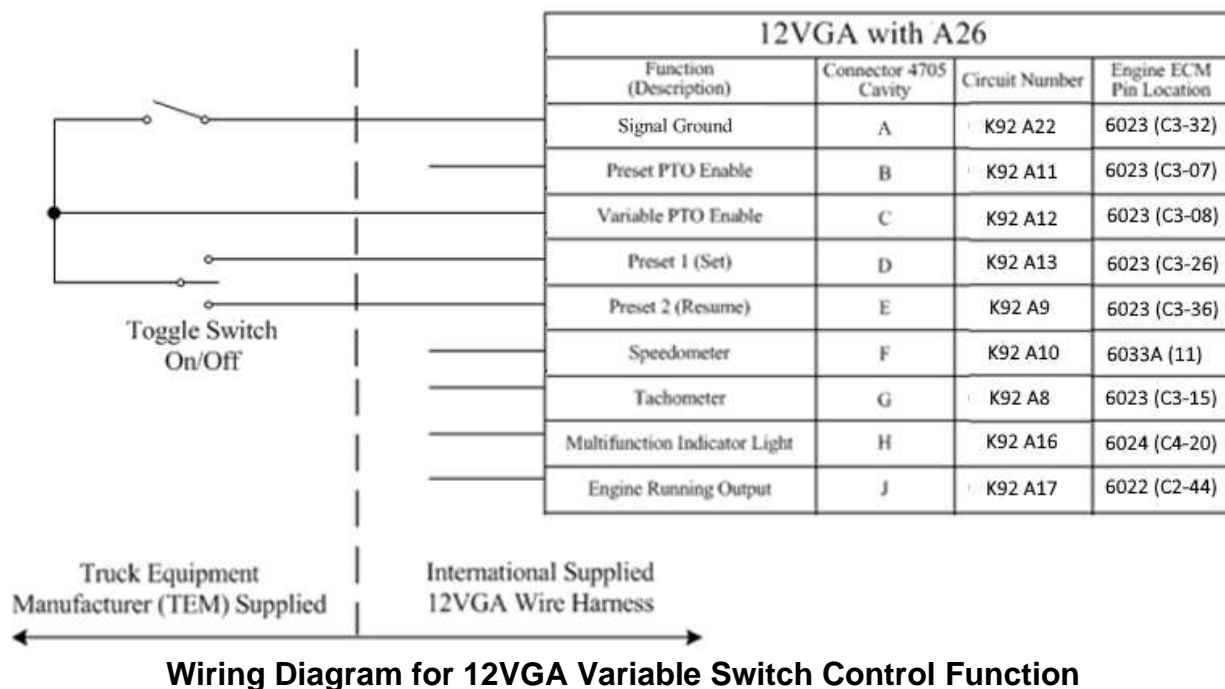 12VGA with A26
Function (Description) Connector 4705 Cavity Circuit Number Engine ECM Pin Location
Signal Ground A K92 A22 6023 (C3-32)
Preset PTO Enable B K92 A11 6023 (C3-07)
Variable PTO Enable C K92 A12 6023 (C3-08)
Preset 1 (Set) D K92 A13 6023 (C3-26)
Preset 2 (Resume) E K92 A9 6023 (C3-36)
Speedometer F K92 A10 6033A (11)
Tachometer G K92 A8 6023 (C3-15)
Multifunction Indicator Light H K92 A16 6024 (C4-20)
Engine Running Output J K92 A17 6022 (C2-44)
Toggle Switch
On/Off
Truck Equipment
Manufacturer (TEM) Supplied
International Supplied
12VGA Wire Harness
Wiring Diagram for 12VGA Variable Switch Control Function